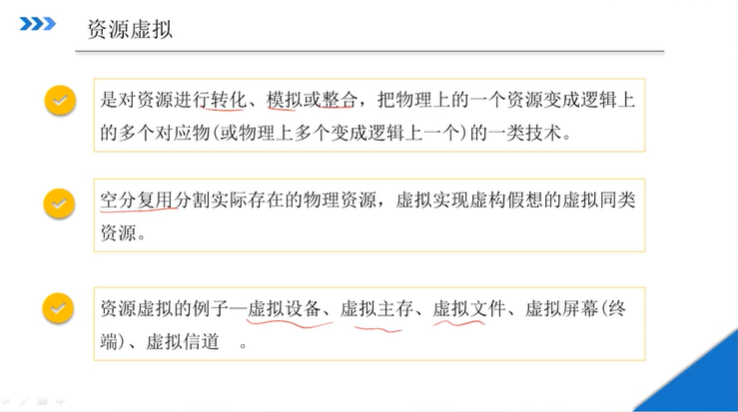 资源虚拟
是对资源进行转化、模拟或整合，把物理上的一个资源变成逻辑上
的多个对应物(或物理上多个变成逻辑上一个)的一类技术。
空分复用分割实际存在的物理资源，虚拟实现虚构假想的虚拟同类
资源。
资源虚拟的例子—虚拟设备、虚拟主存、虚拟文件、虚拟屏幕(终
端)、虚拟信道 。